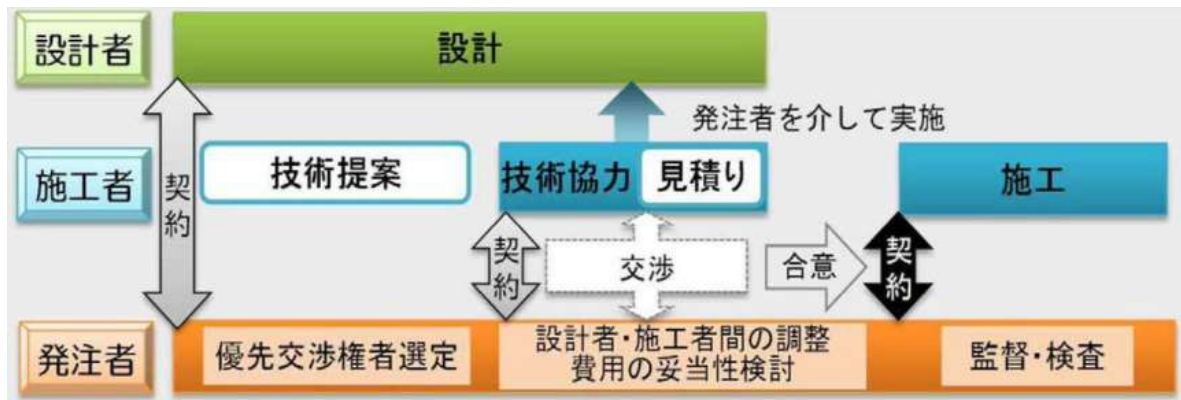 設計者
設計
発注者を介して実施
施工者
契約
技術提案
技術協力
見積り
施工
契約
交渉
合意
契約
発注者
優先交渉権者選定
設計者・施工者間の調整
費用の妥当性検討
監督・検査